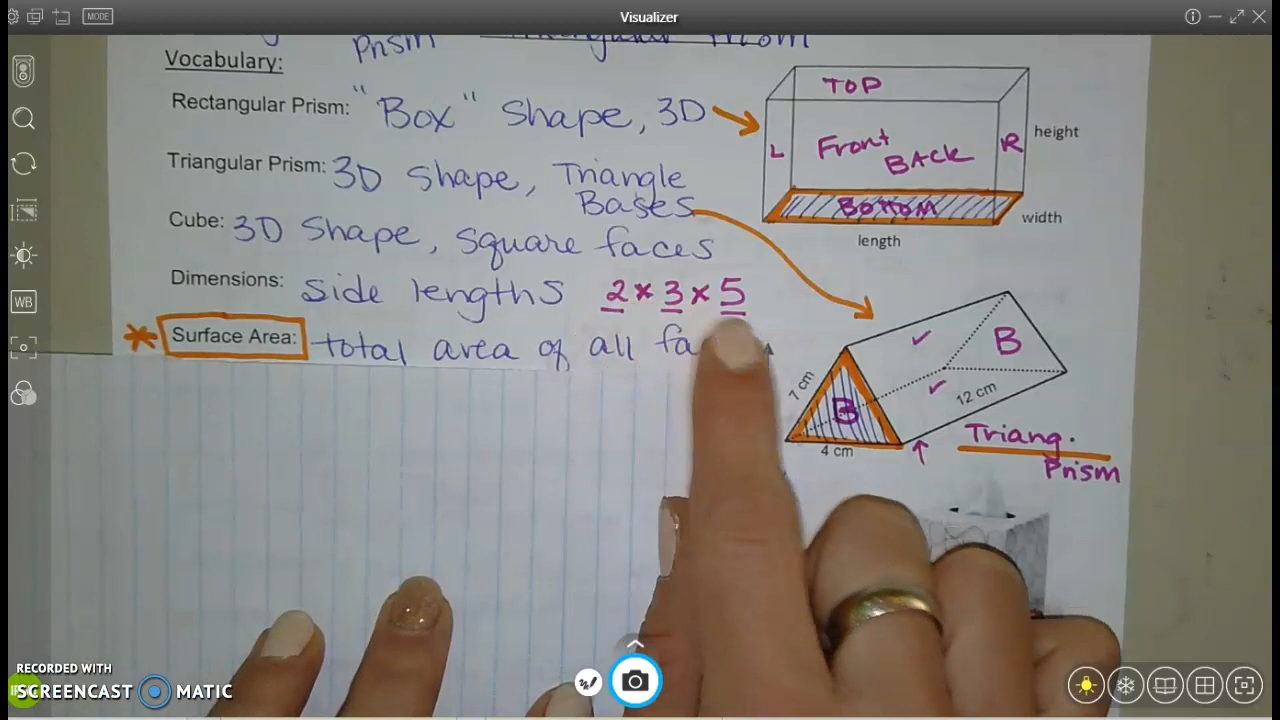 MODE
Visualizer
Prism
Vocabulary:
Rectangular Prism: "Box" Shape, 3D
Triangular Prism: 3D Shape, Triangle
Bases
Cube: 3D Shape, square faces
Dimensions: side lengths 2 × 3 × 5
* Surface Area: total area of all
TOP
L
Front
BACK
R
height
Bottom
width
length
B
7 cm
B
12 cm
4 cm
Triang.
Prism
WB
RECORDED WITH
SCREENCAST MATIC